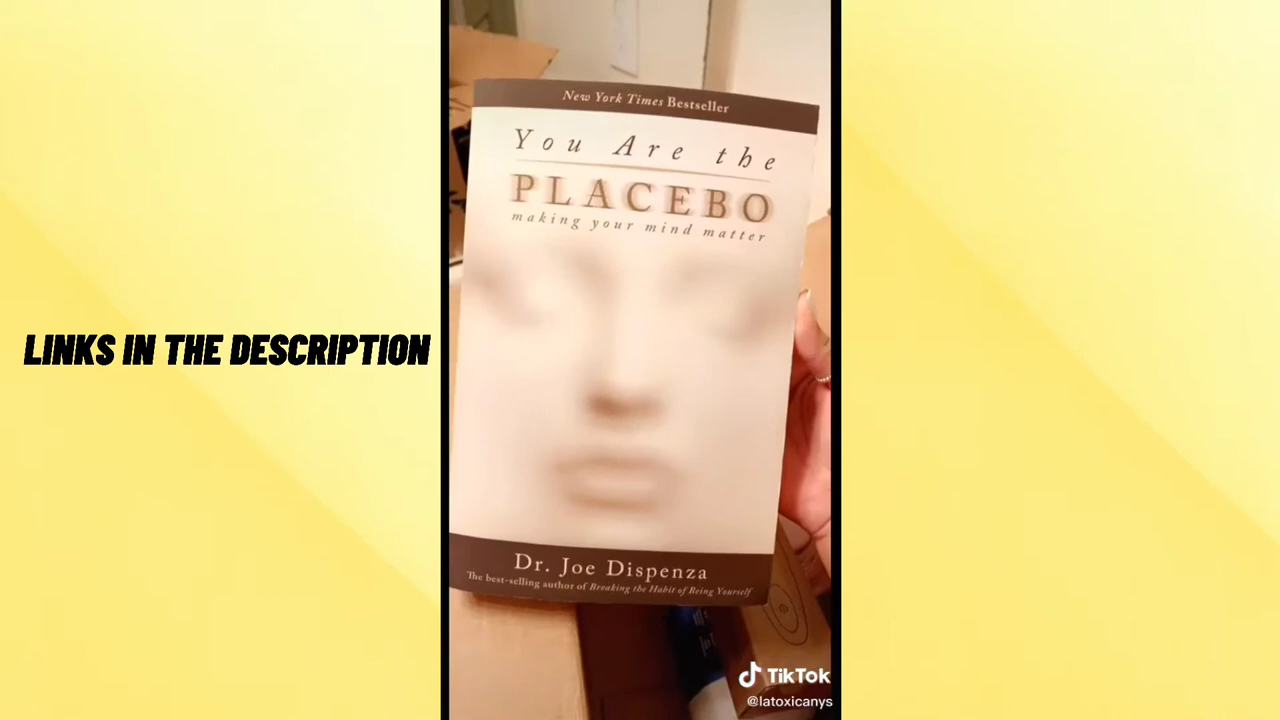 LINKS IN THE DESCRIPTION
New York Times Bestseller
You Are the
PLACEBO
making your mind matter
Dr. Joe Dispenza
The best-selling author of Breaking the Habit of Being Yourself
TikTok
@latoxicanys